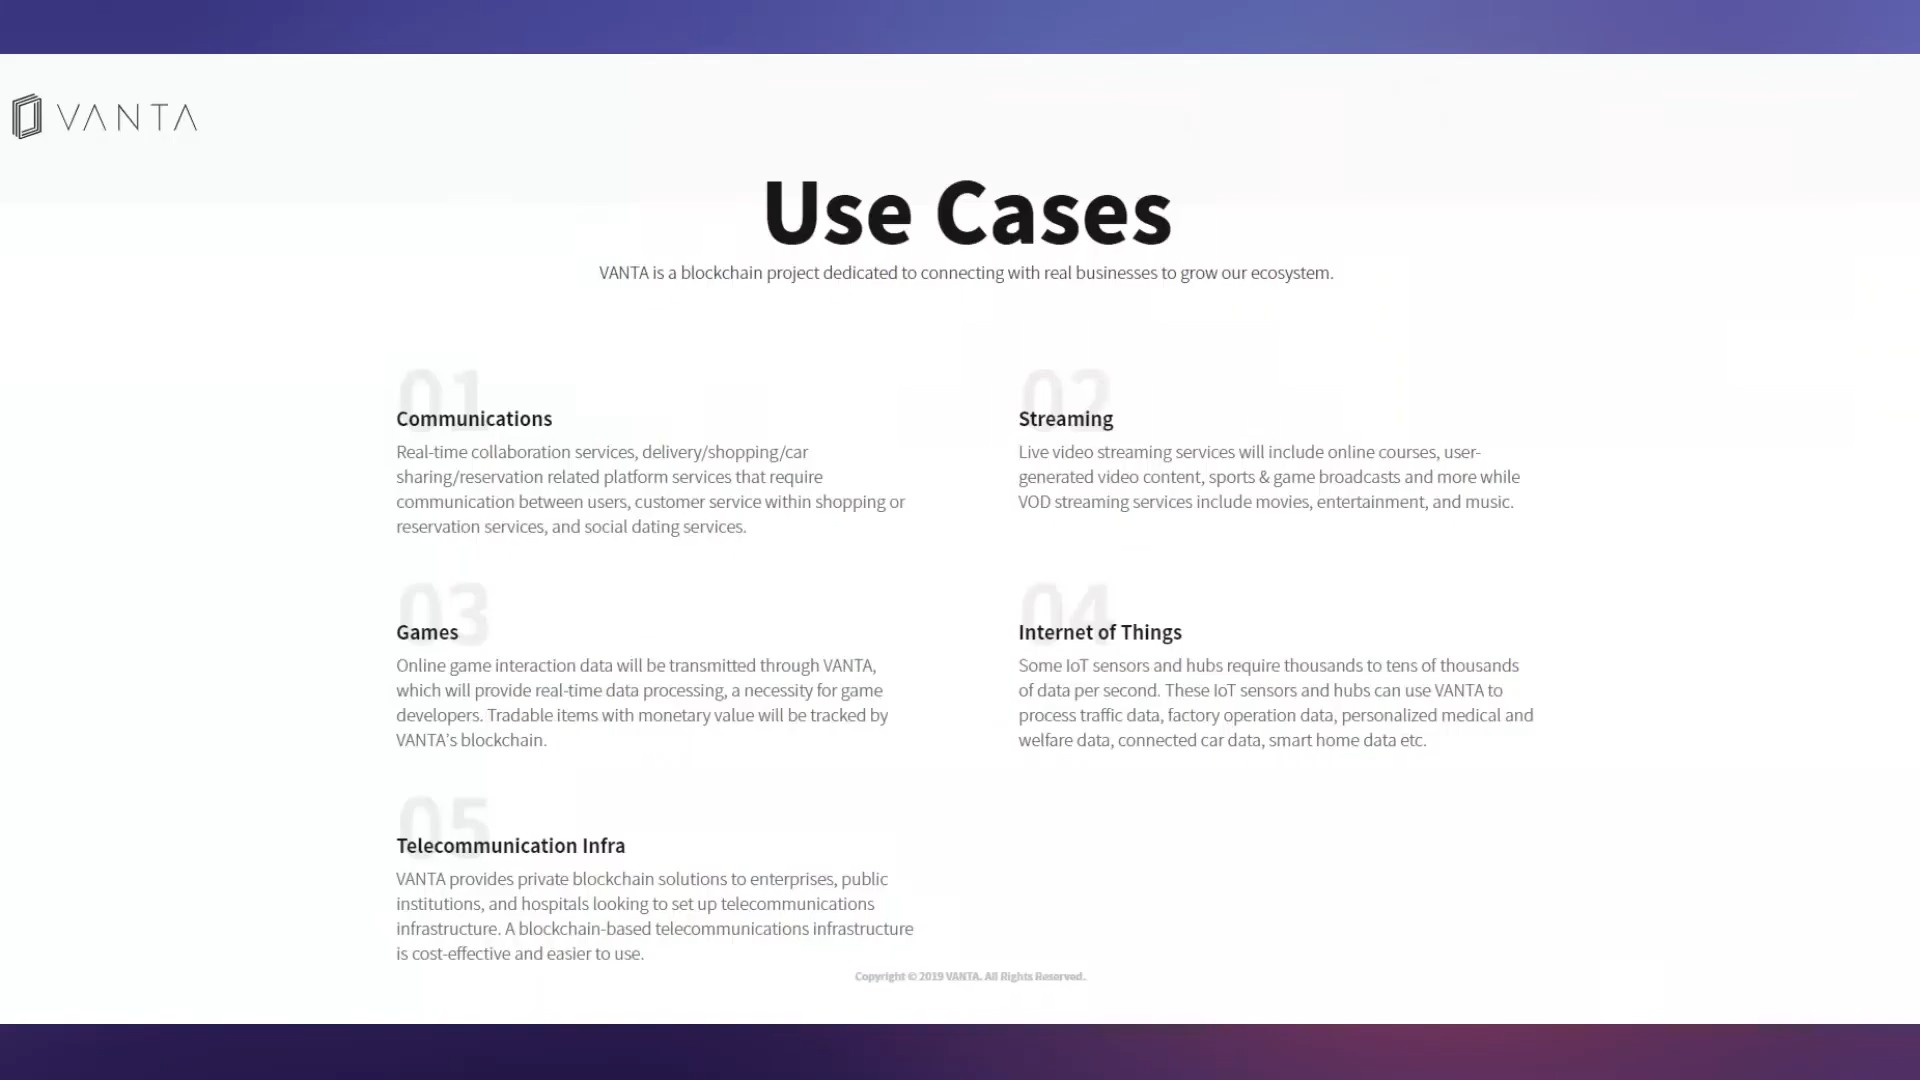 VANTA
Use Cases
VANTA is a blockchain project dedicated to connecting with real businesses to grow our ecosystem.
01
Communications
Real-time collaboration services, delivery/shopping/car
sharing/reservation related platform services that require
communication between users, customer service within shopping or
reservation services, and social dating services.
02
Streaming
Live video streaming services will include online courses, user-
generated video content, sports & game broadcasts and more while
VOD streaming services include movies, entertainment, and music.
03
Games
Online game interaction data will be transmitted through VANTA,
which will provide real-time data processing, a necessity for game
developers. Tradable items with monetary value will be tracked by
VANTA’s blockchain.
04
Internet of Things
Some IoT sensors and hubs require thousands to tens of thousands
of data per second. These IoT sensors and hubs can use VANTA to
process traffic data, factory operation data, personalized medical and
welfare data, connected car data, smart home data etc.
05
Telecommunication Infra
VANTA provides private blockchain solutions to enterprises, public
institutions, and hospitals looking to set up telecommunications
infrastructure. A blockchain-based telecommunications infrastructure
is cost-effective and easier to use.
Copyright © 2019 VANTA. All Rights Reserved.